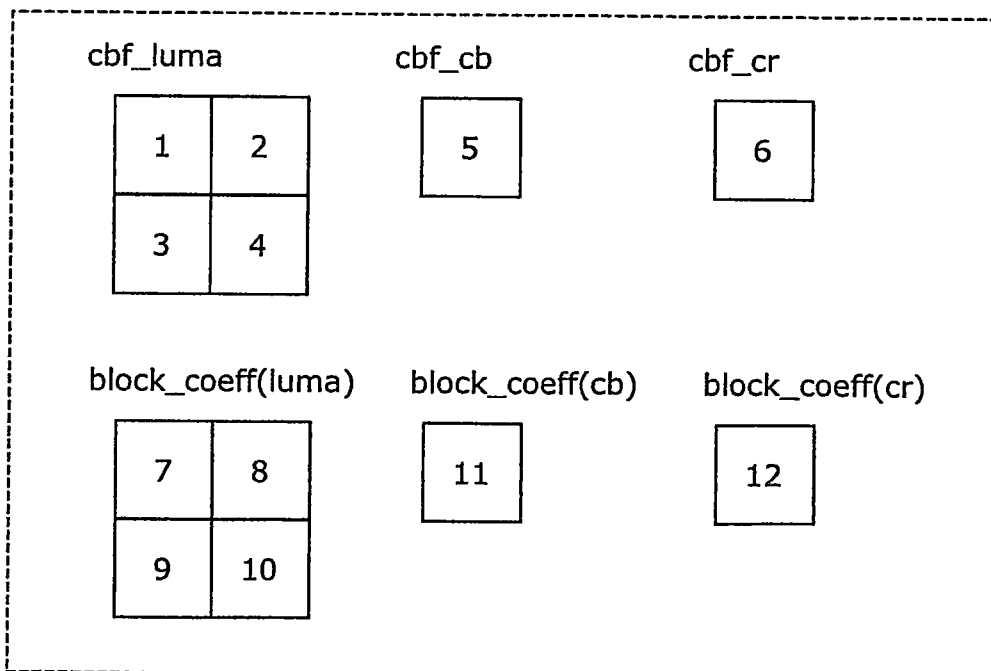 cbf_luma cbf_cb cbf_cr
1 2 5 6
3 4
block_coeff(luma) block_coeff(cb) block_coeff(cr)
7 8 11 12
9 10